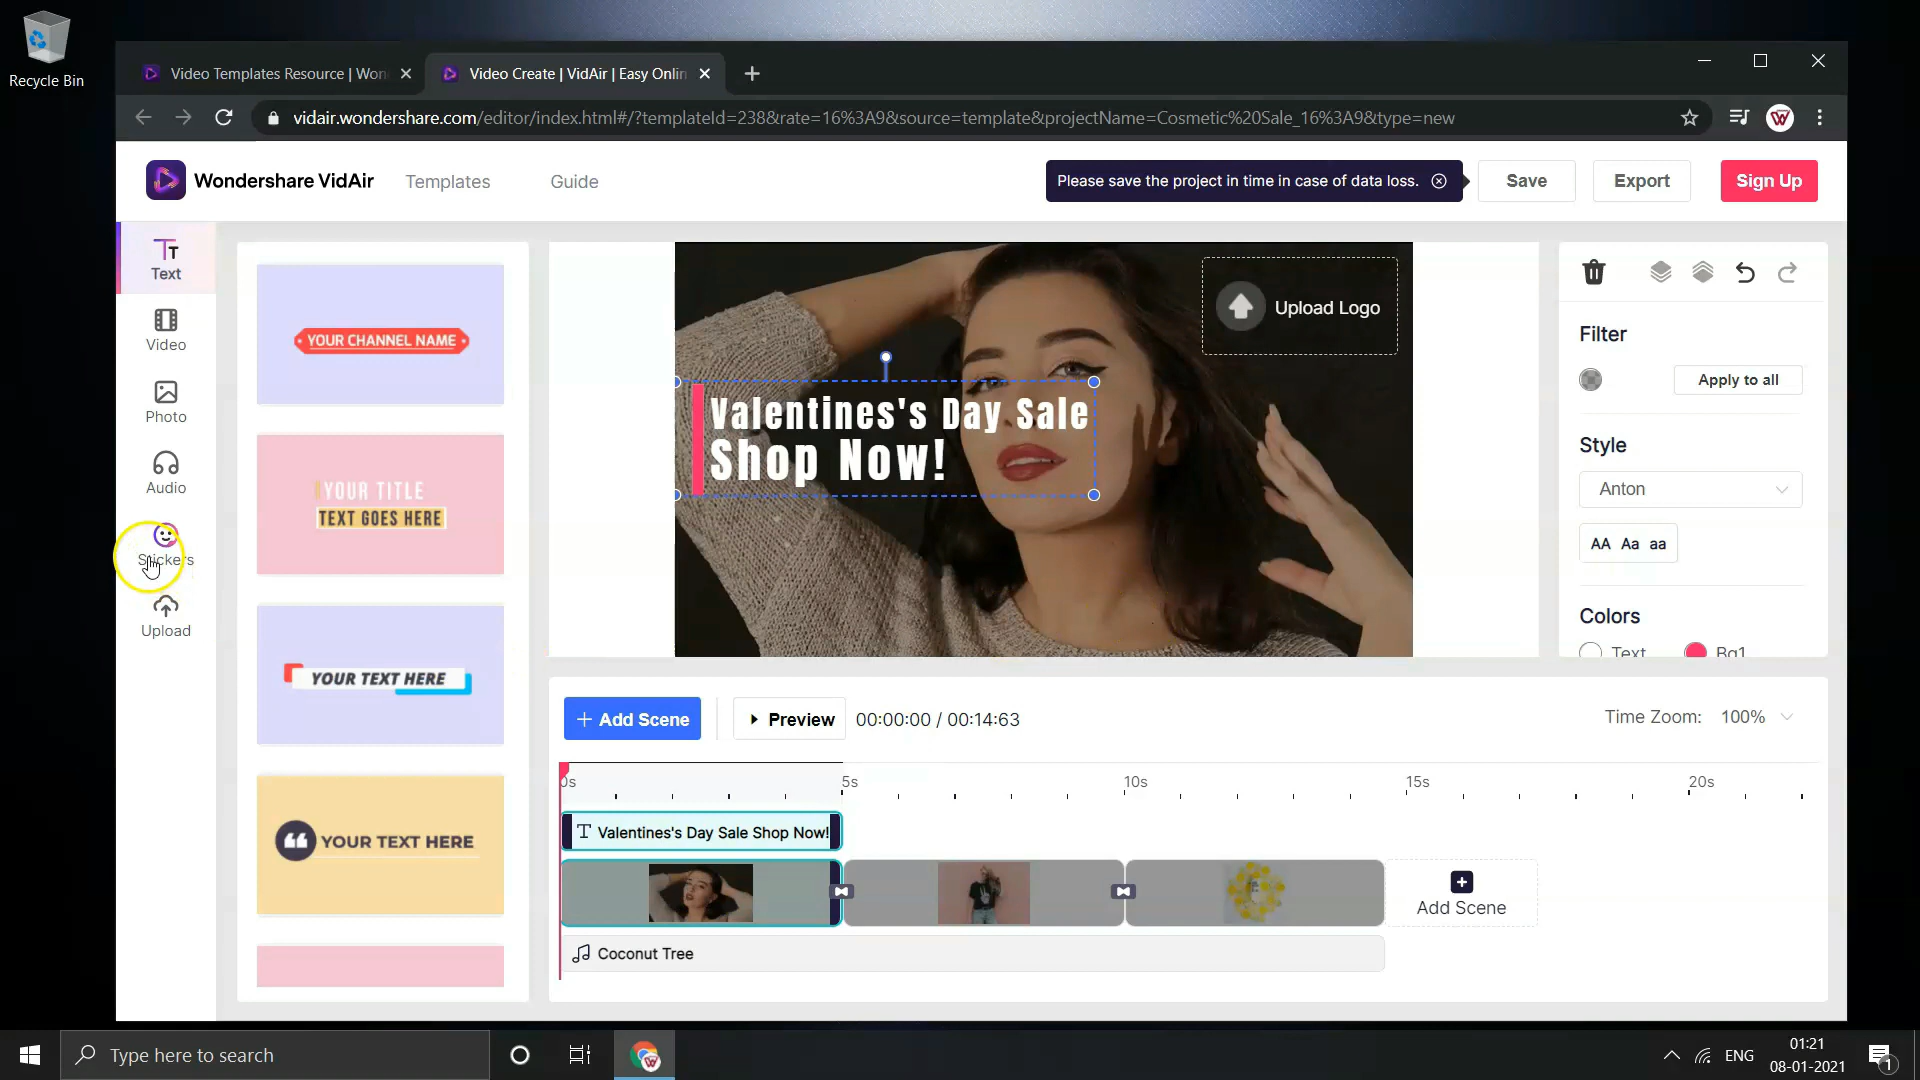 Recycle Bin
Video Templates Resource | Won
Video Create | VidAir | Easy Onlin
vidair.wondershare.com/editor/index.html#/?templateId=238&rate=16%3A9&source=template&projectName=Cosmetic%20Sale_16%3A9&type=new
Wondershare VidAir
Templates
Guide
Please save the project in time in case of data loss.
Save
Export
Sign Up
Text
Video
Photo
Audio
Stickers
Upload
YOUR CHANNEL NAME
YOUR TITLE
TEXT GOES HERE
YOUR TEXT HERE
YOUR TEXT HERE
Upload Logo
Valentines's Day Sale
Shop Now!
Filter
Apply to all
Style
Anton
AA Aa aa
Colors
Text
Bg1
+ Add Scene
Preview
00:00:00 / 00:14:63
Time Zoom: 100%
0s
5s
10s
15s
20s
T Valentines's Day Sale Shop Now!
Add Scene
Coconut Tree
Type here to search
ENG
01:21
08-01-2021
1